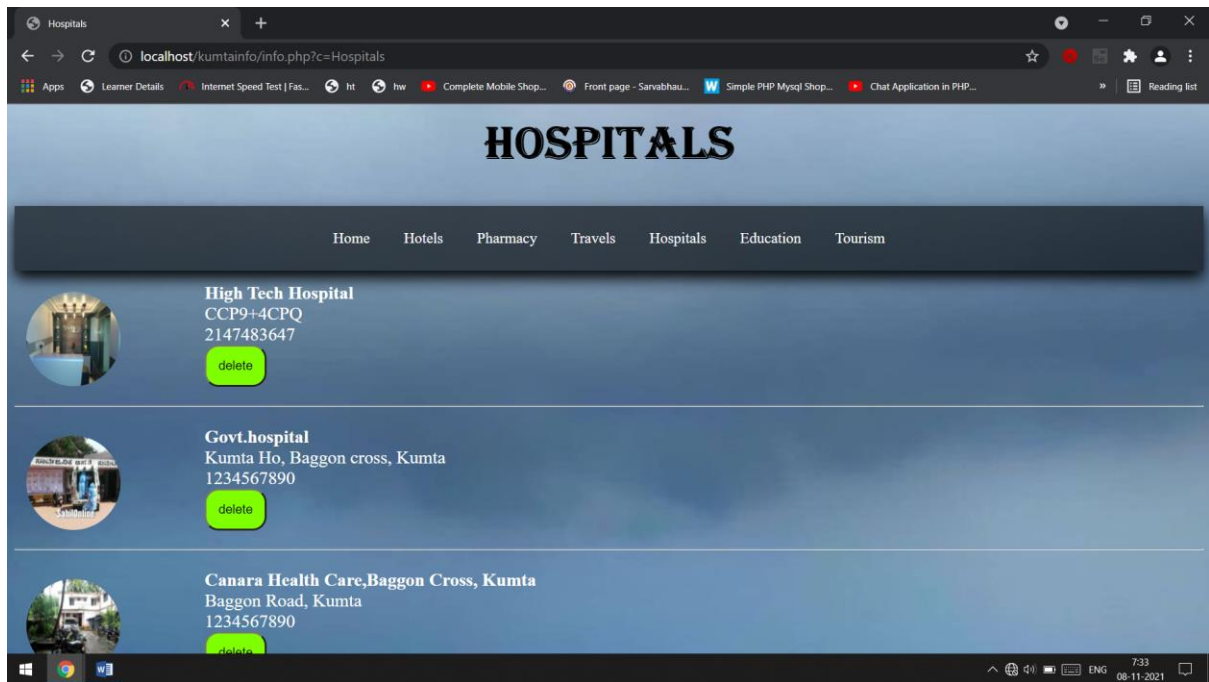 Hospitals
localhost/kumtainfo/info.php?c=Hospitals
Apps
Learner Details
Internet Speed Test | Fas...
ht
hw
Complete Mobile Shop...
Front page - Sarvabhau...
W
Simple PHP Mysql Shop...
Chat Application in PHP...
»
Reading list
HOSPITALS
Home Hotels Pharmacy Travels Hospitals Education Tourism
High Tech Hospital
CCP9+4CPQ
2147483647
delete
Govt.hospital
Kumta Ho, Baggon cross, Kumta
1234567890
delete
SahilOnline
Canara Health Care,Baggon Cross, Kumta
Baggon Road, Kumta
1234567890
delete
ENG
7:33
08-11-2021